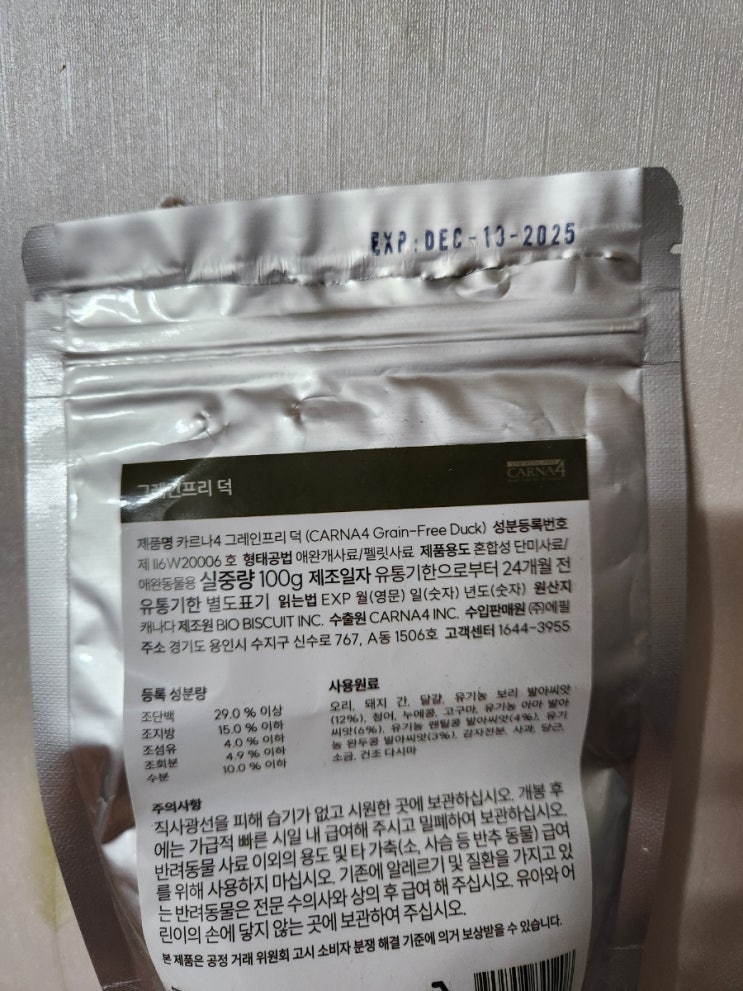 EXP : DEC - 13 - 2025
그레인프리 덕
CARNA4
제품명 카르나4 그레인프리 덕 (CARNA4 Grain-Free Duck) 성분등록번호
제 II6W20006 호 형태공법 애완개사료/펠릿사료 제품용도 혼합성 단미사료/
애완동물용 실중량 100g 제조일자 유통기한으로부터 24개월 전
유통기한 별도표기 읽는법 EXP 월(영문) 일(숫자) 년도(숫자) 원산지
캐나다 제조원 BIO BISCUIT INC. 수출원 CARNA4 INC. 수입판매원 ㈜에필
주소 경기도 용인시 수지구 신수로 767, A동 1506호 고객센터 1644-3955
등록 성분량
조단백 29.0 % 이상
조지방 15.0 % 이하
조섬유 4.0 % 이하
조회분 4.9 % 이하
수분 10.0 % 이하
사용원료
오리, 돼지 간, 달걀, 유기농 보리 발아씨앗
(12%), 청어, 누에콩, 고구마, 유기농 아마 발아
씨앗(6%), 유기농 렌틸콩 발아씨앗(4%), 유기
농 완두콩 발아씨앗(3%), 감자전분, 사과, 당근,
소금, 건조 다시마
주의사항
직사광선을 피해 습기가 없고 시원한 곳에 보관하십시오. 개봉 후
에는 가급적 빠른 시일 내 급여해 주시고 밀폐하여 보관하십시오.
반려동물 사료 이외의 용도 및 타 가축(소, 사슴 등 반추 동물) 급여
를 위해 사용하지 마십시오. 기존에 알레르기 및 질환을 가지고 있
는 반려동물은 전문 수의사와 상의 후 급여 해 주십시오. 유아와 어
린이의 손에 닿지 않는 곳에 보관하여 주십시오.
본 제품은 공정 거래 위원회 고시 소비자 분쟁 해결 기준에 의거 보상받을 수 있습니다.